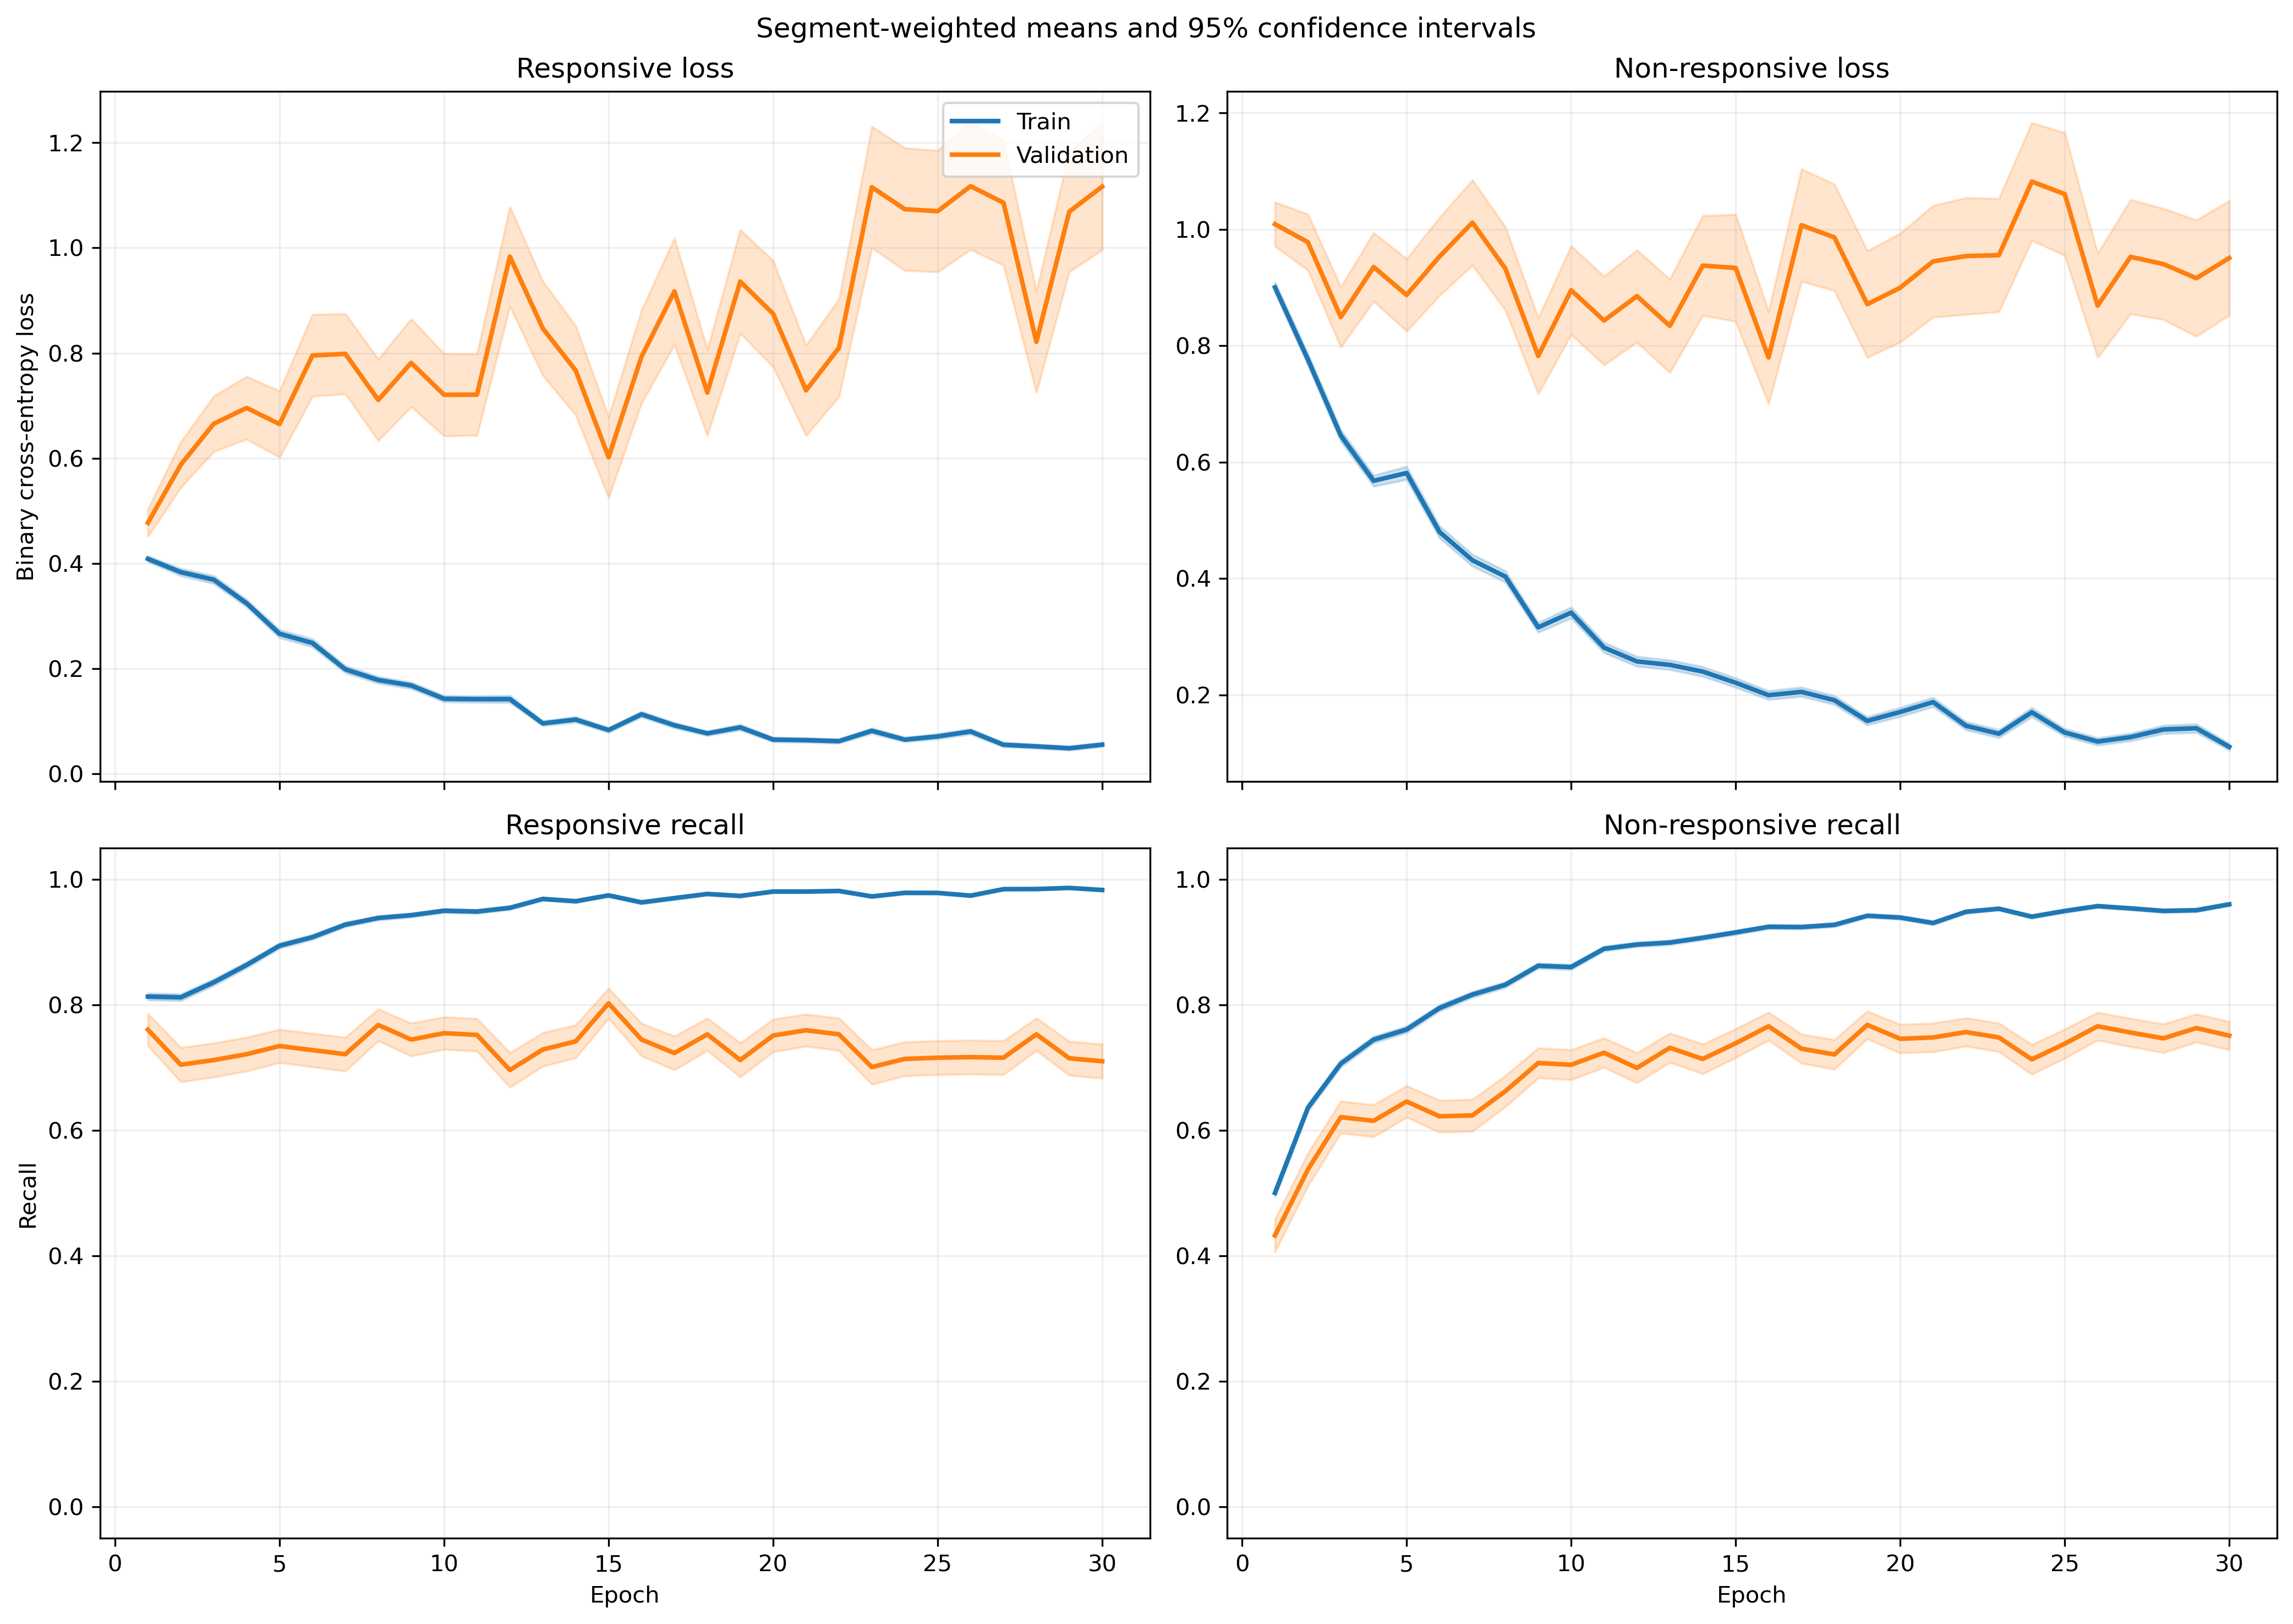 Segment-weighted means and 95% confidence intervals
Responsive loss
Non-responsive loss
Binary cross-entropy loss
1.2
1.0
0.8
0.6
0.4
0.2
0.0
Train
Validation
1.2
1.0
0.8
0.6
0.4
0.2
Responsive recall
Non-responsive recall
Recall
1.0
0.8
0.6
0.4
0.2
0.0
0 5 10 15 20 25 30
Epoch
1.0
0.8
0.6
0.4
0.2
0.0
0 5 10 15 20 25 30
Epoch